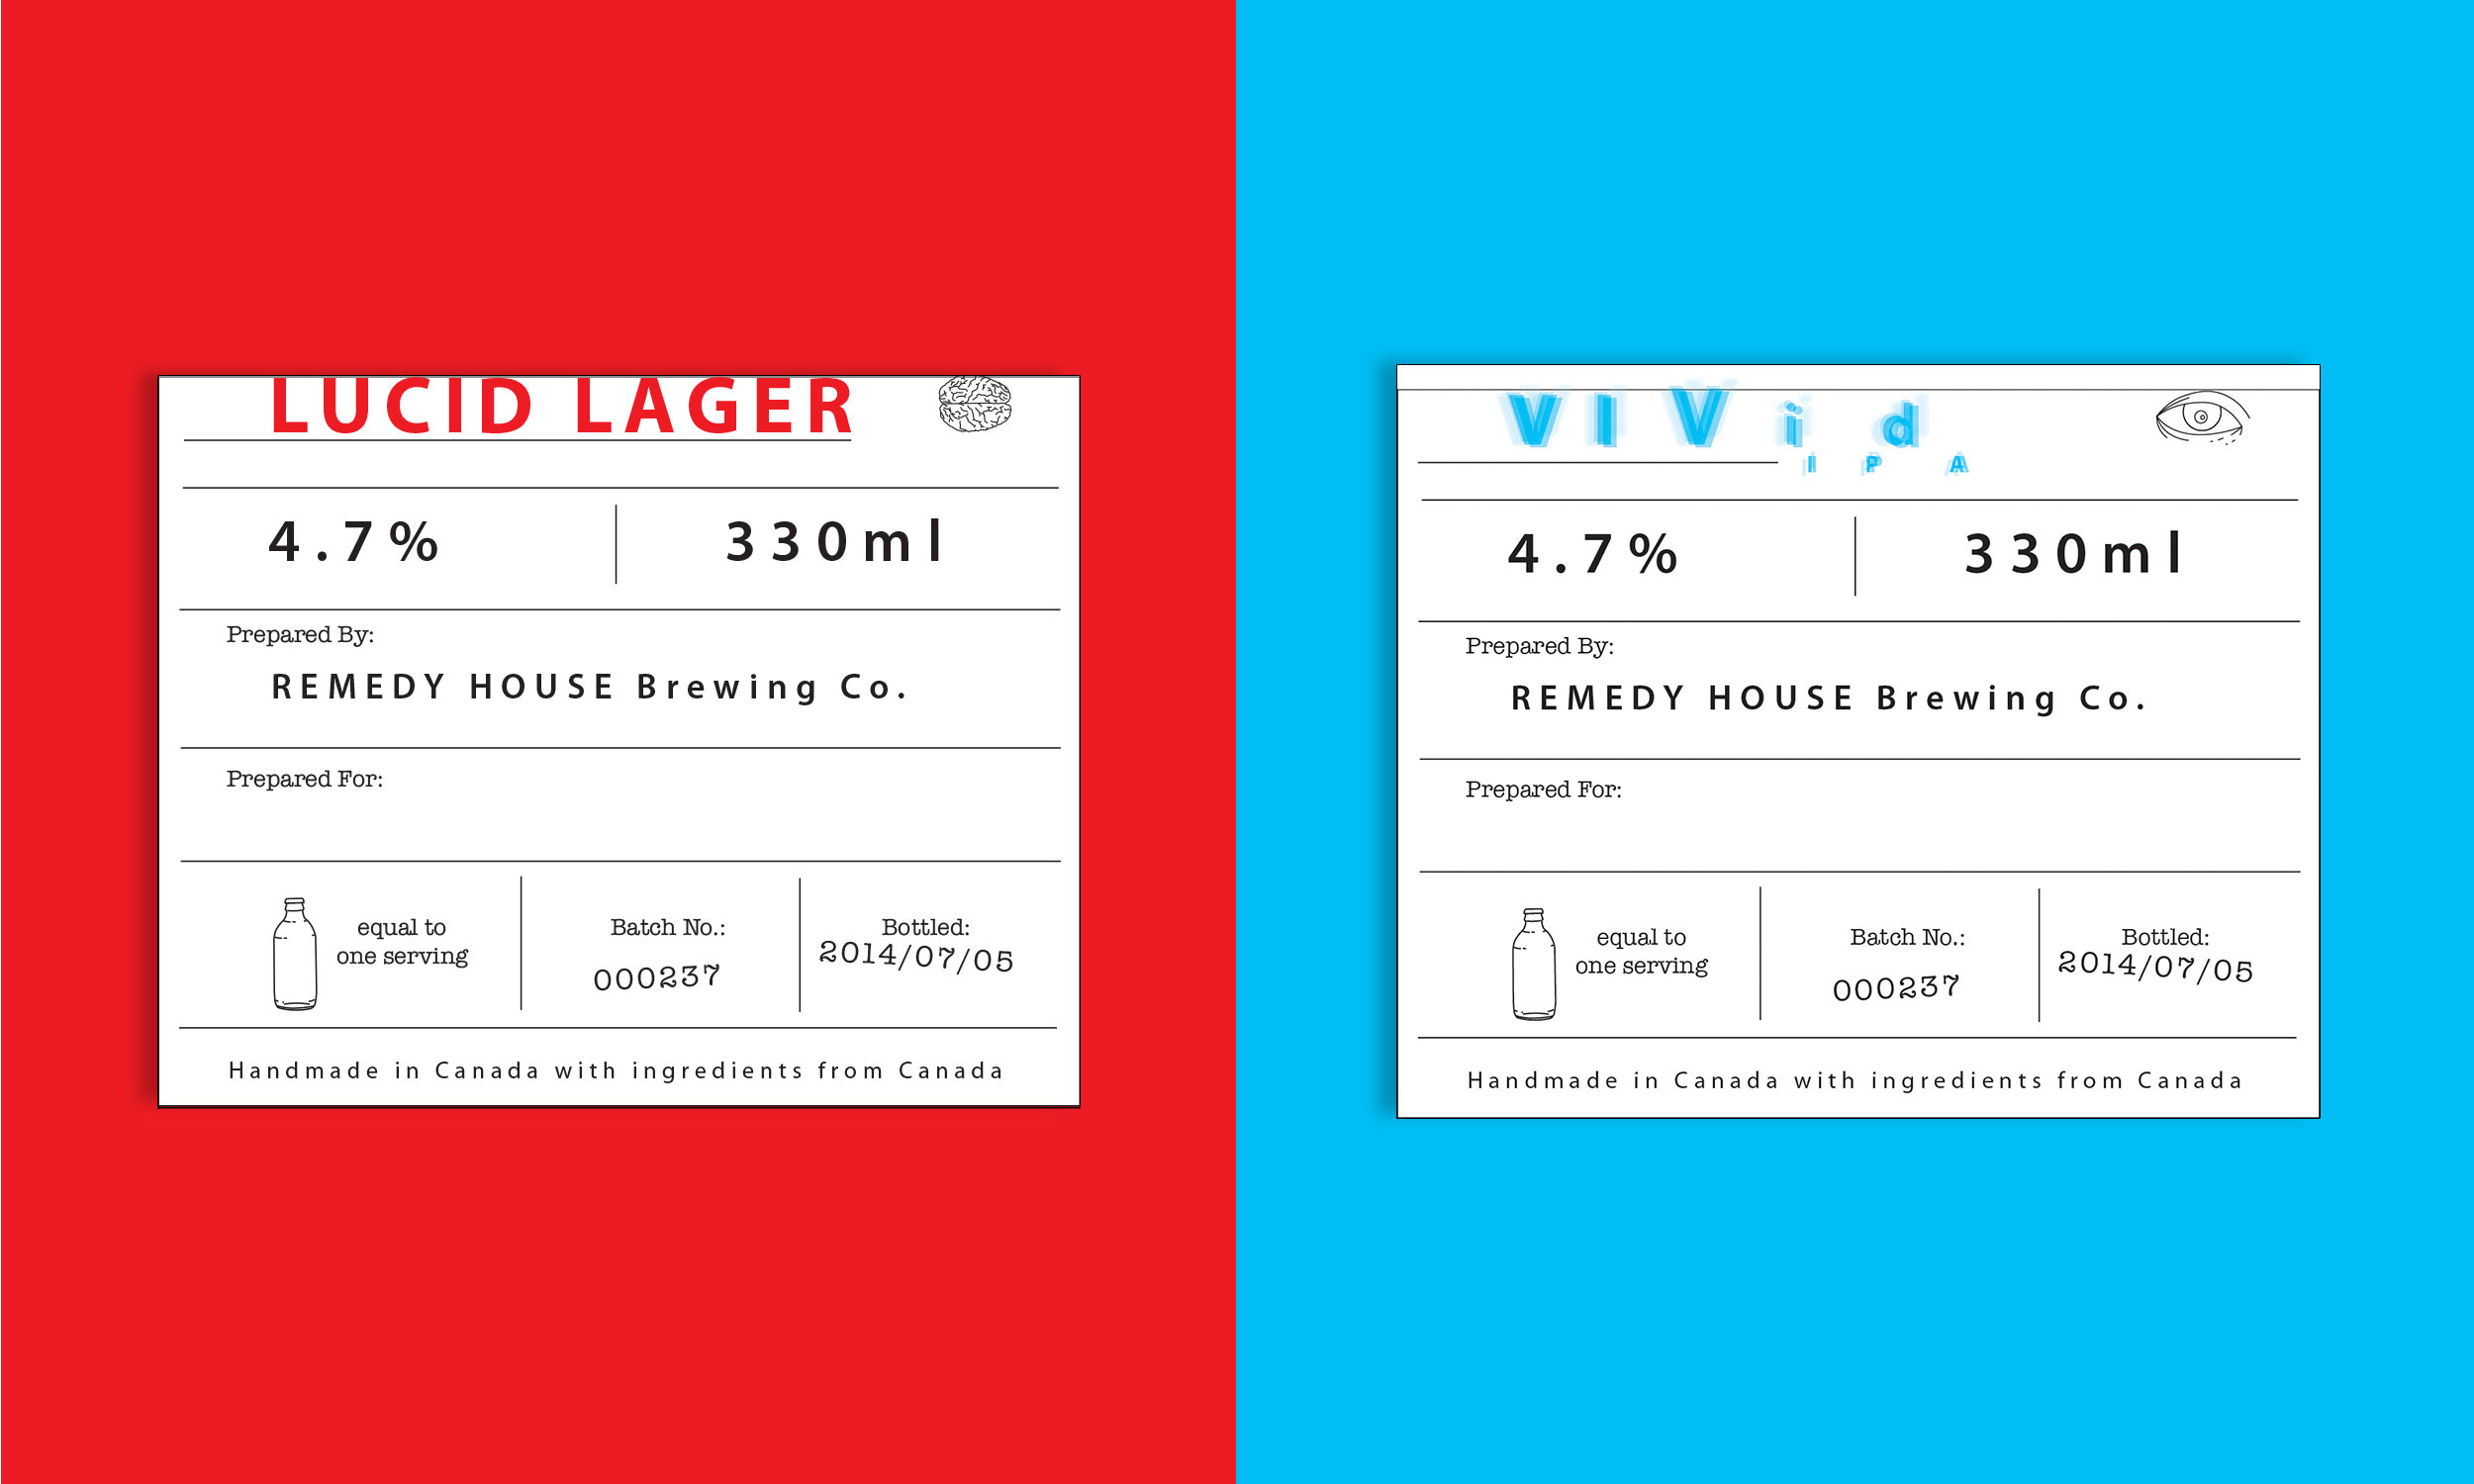 LUCID LAGER
4.7%
330ml
Prepared By:
REMEDY HOUSE Brewing Co.
Prepared For:
equal to
one serving
Batch No.:
000237
Bottled:
2014/07/05
Handmade in Canada with ingredients from Canada
VIVid
IPA
4.7%
330ml
Prepared By:
REMEDY HOUSE Brewing Co.
Prepared For:
equal to
one serving
Batch No.:
000237
Bottled:
2014/07/05
Handmade in Canada with ingredients from Canada